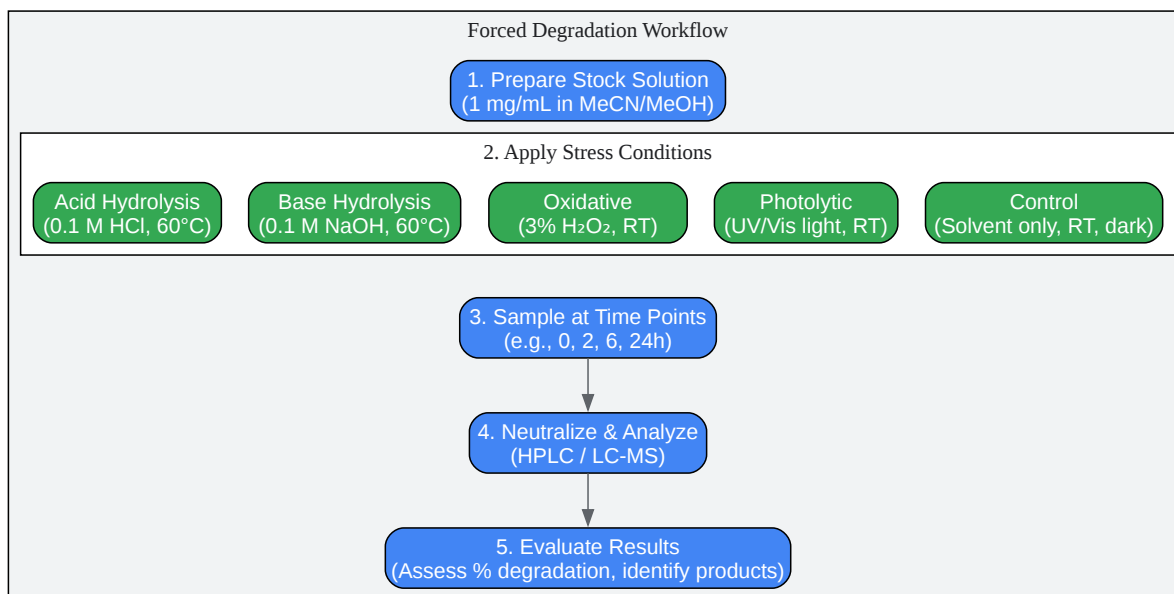 Forced Degradation Workflow
1. Prepare Stock Solution
(1 mg/mL in MeCN/MeOH)
2. Apply Stress Conditions
Acid Hydrolysis
(0.1 M HCl, 60°C)
Base Hydrolysis
(0.1 M NaOH, 60°C)
Oxidative
(3% H₂O₂, RT)
Photolytic
(UV/Vis light, RT)
Control
(Solvent only, RT, dark)
3. Sample at Time Points
(e.g., 0, 2, 6, 24h)
4. Neutralize & Analyze
(HPLC / LC-MS)
5. Evaluate Results
(Assess % degradation, identify products)